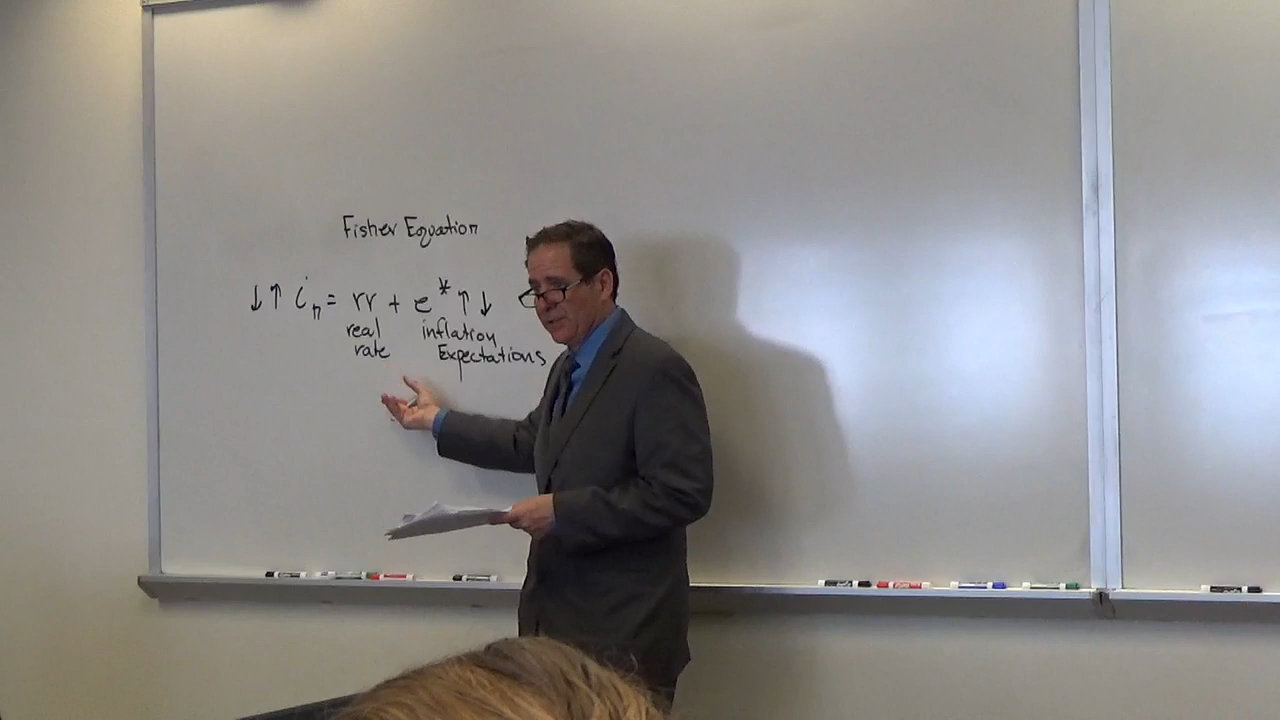 Fisher Equation
↓ ↑ iₙ = rr + e* ↑ ↓
real inflation
rate Expectations